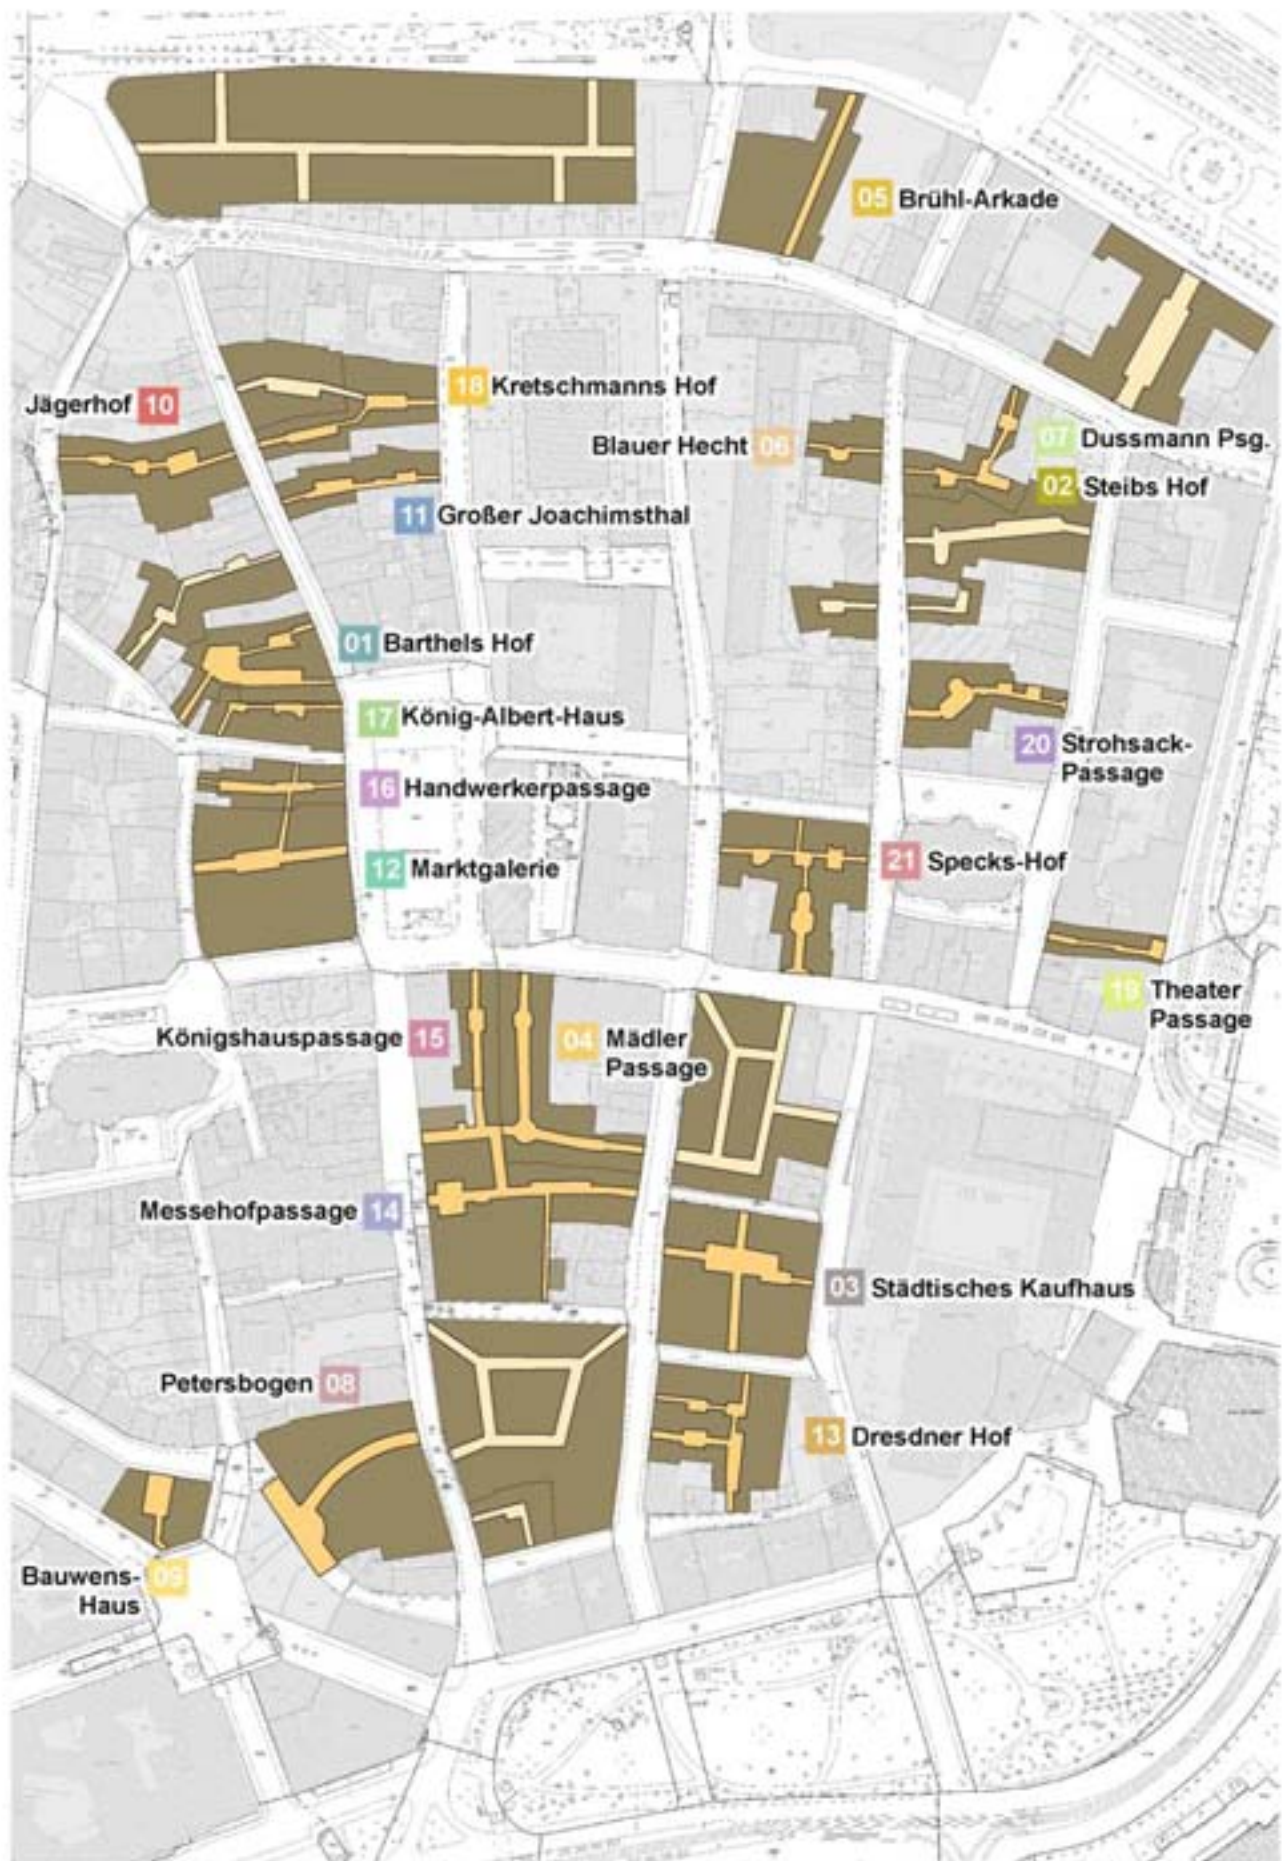 05 Brühl-Arkade
Jägerhof 10
18 Kretschmanns Hof
Blauer Hecht 06
07 Dussmann Psg.
02 Steibs Hof
11 Großer Joachimsthal
01 Barthels Hof
17 König-Albert-Haus
20 Strohsack-
Passage
16 Handwerkerpassage
12 Marktgalerie
21 Specks-Hof
19 Theater
Passage
Königshauspassage 15
04 Mädler
Passage
Messehofpassage 14
03 Städtisches Kaufhaus
Petersbogen 08
13 Dresdner Hof
Bauwens- 09
Haus